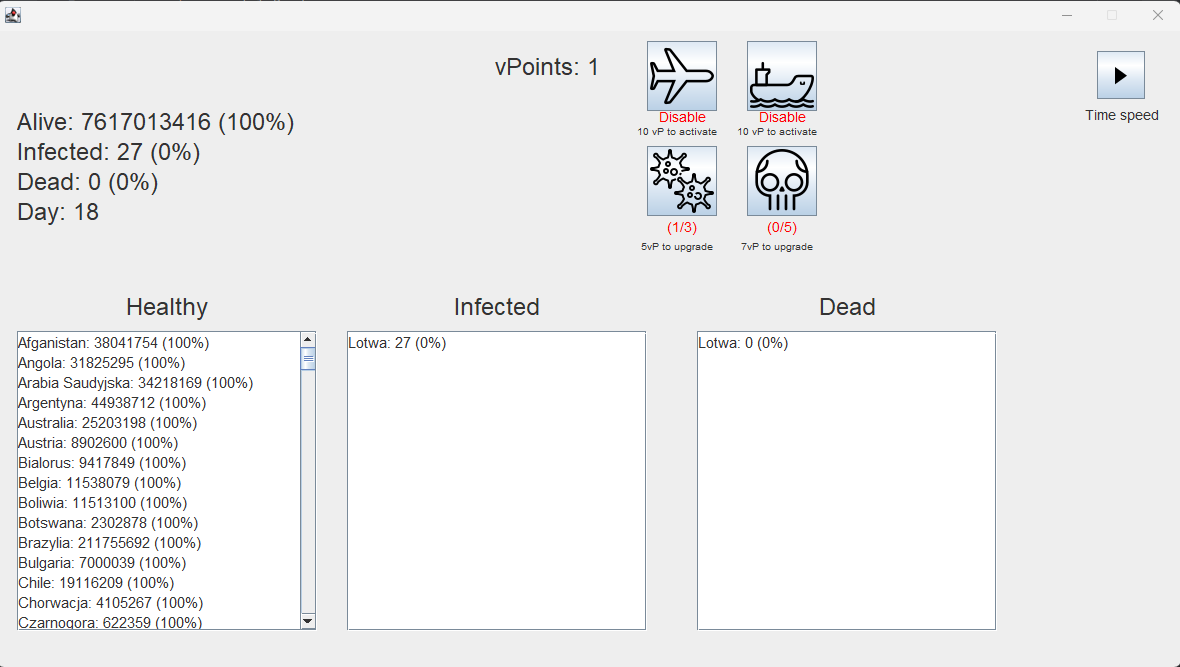 vPoints: 1
Disable
10 vP to activate
Disable
10 vP to activate
(1/3)
5vP to upgrade
(0/5)
7vP to upgrade
Time speed
Alive: 7617013416 (100%)
Infected: 27 (0%)
Dead: 0 (0%)
Day: 18
Healthy
Afganistan: 38041754 (100%)
Angola: 31825295 (100%)
Arabia Saudyjska: 34218169 (100%)
Argentyna: 44938712 (100%)
Australia: 25203198 (100%)
Austria: 8902600 (100%)
Bialorus: 9417849 (100%)
Belgia: 11538079 (100%)
Boliwia: 11513100 (100%)
Botswana: 2302878 (100%)
Brazylia: 211755692 (100%)
Bulgaria: 7000039 (100%)
Chile: 19116209 (100%)
Chorwacja: 4105267 (100%)
Czarnogora: 622359 (100%)
Infected
Lotwa: 27 (0%)
Dead
Lotwa: 0 (0%)